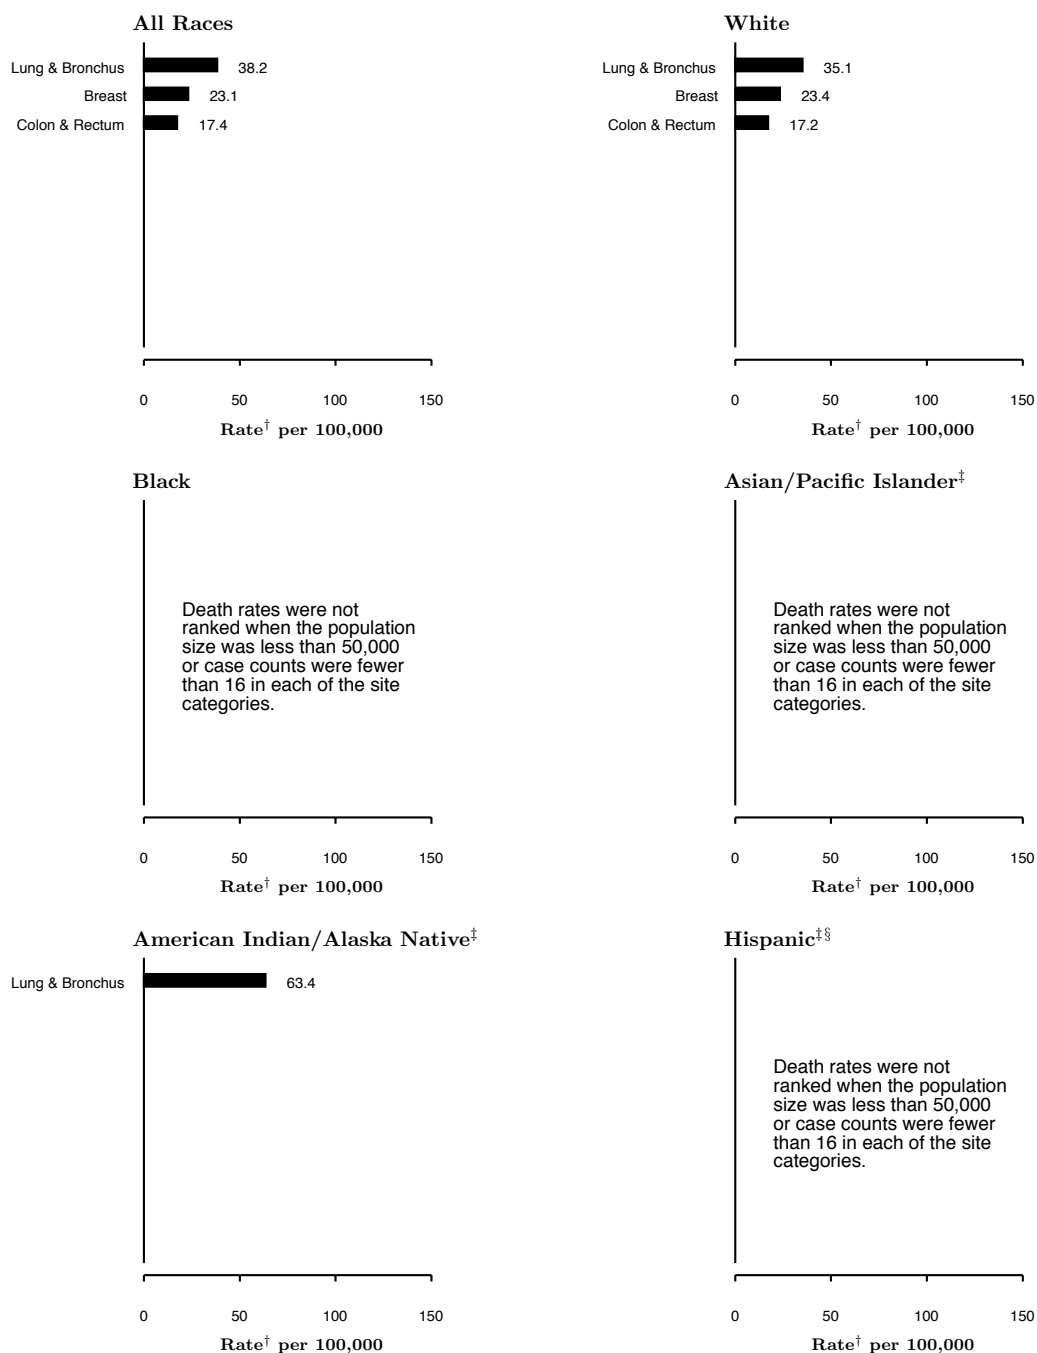 All Races
Lung & Bronchus 38.2
Breast 23.1
Colon & Rectum 17.4
0 50 100 150
Rate† per 100,000
White
Lung & Bronchus 35.1
Breast 23.4
Colon & Rectum 17.2
0 50 100 150
Rate† per 100,000
Black
Death rates were not
ranked when the population
size was less than 50,000
or case counts were fewer
than 16 in each of the site
categories.
0 50 100 150
Rate† per 100,000
Asian/Pacific Islander‡
Death rates were not
ranked when the population
size was less than 50,000
or case counts were fewer
than 16 in each of the site
categories.
0 50 100 150
Rate† per 100,000
American Indian/Alaska Native‡
Lung & Bronchus 63.4
0 50 100 150
Rate† per 100,000
Hispanic‡§
Death rates were not
ranked when the population
size was less than 50,000
or case counts were fewer
than 16 in each of the site
categories.
0 50 100 150
Rate† per 100,000